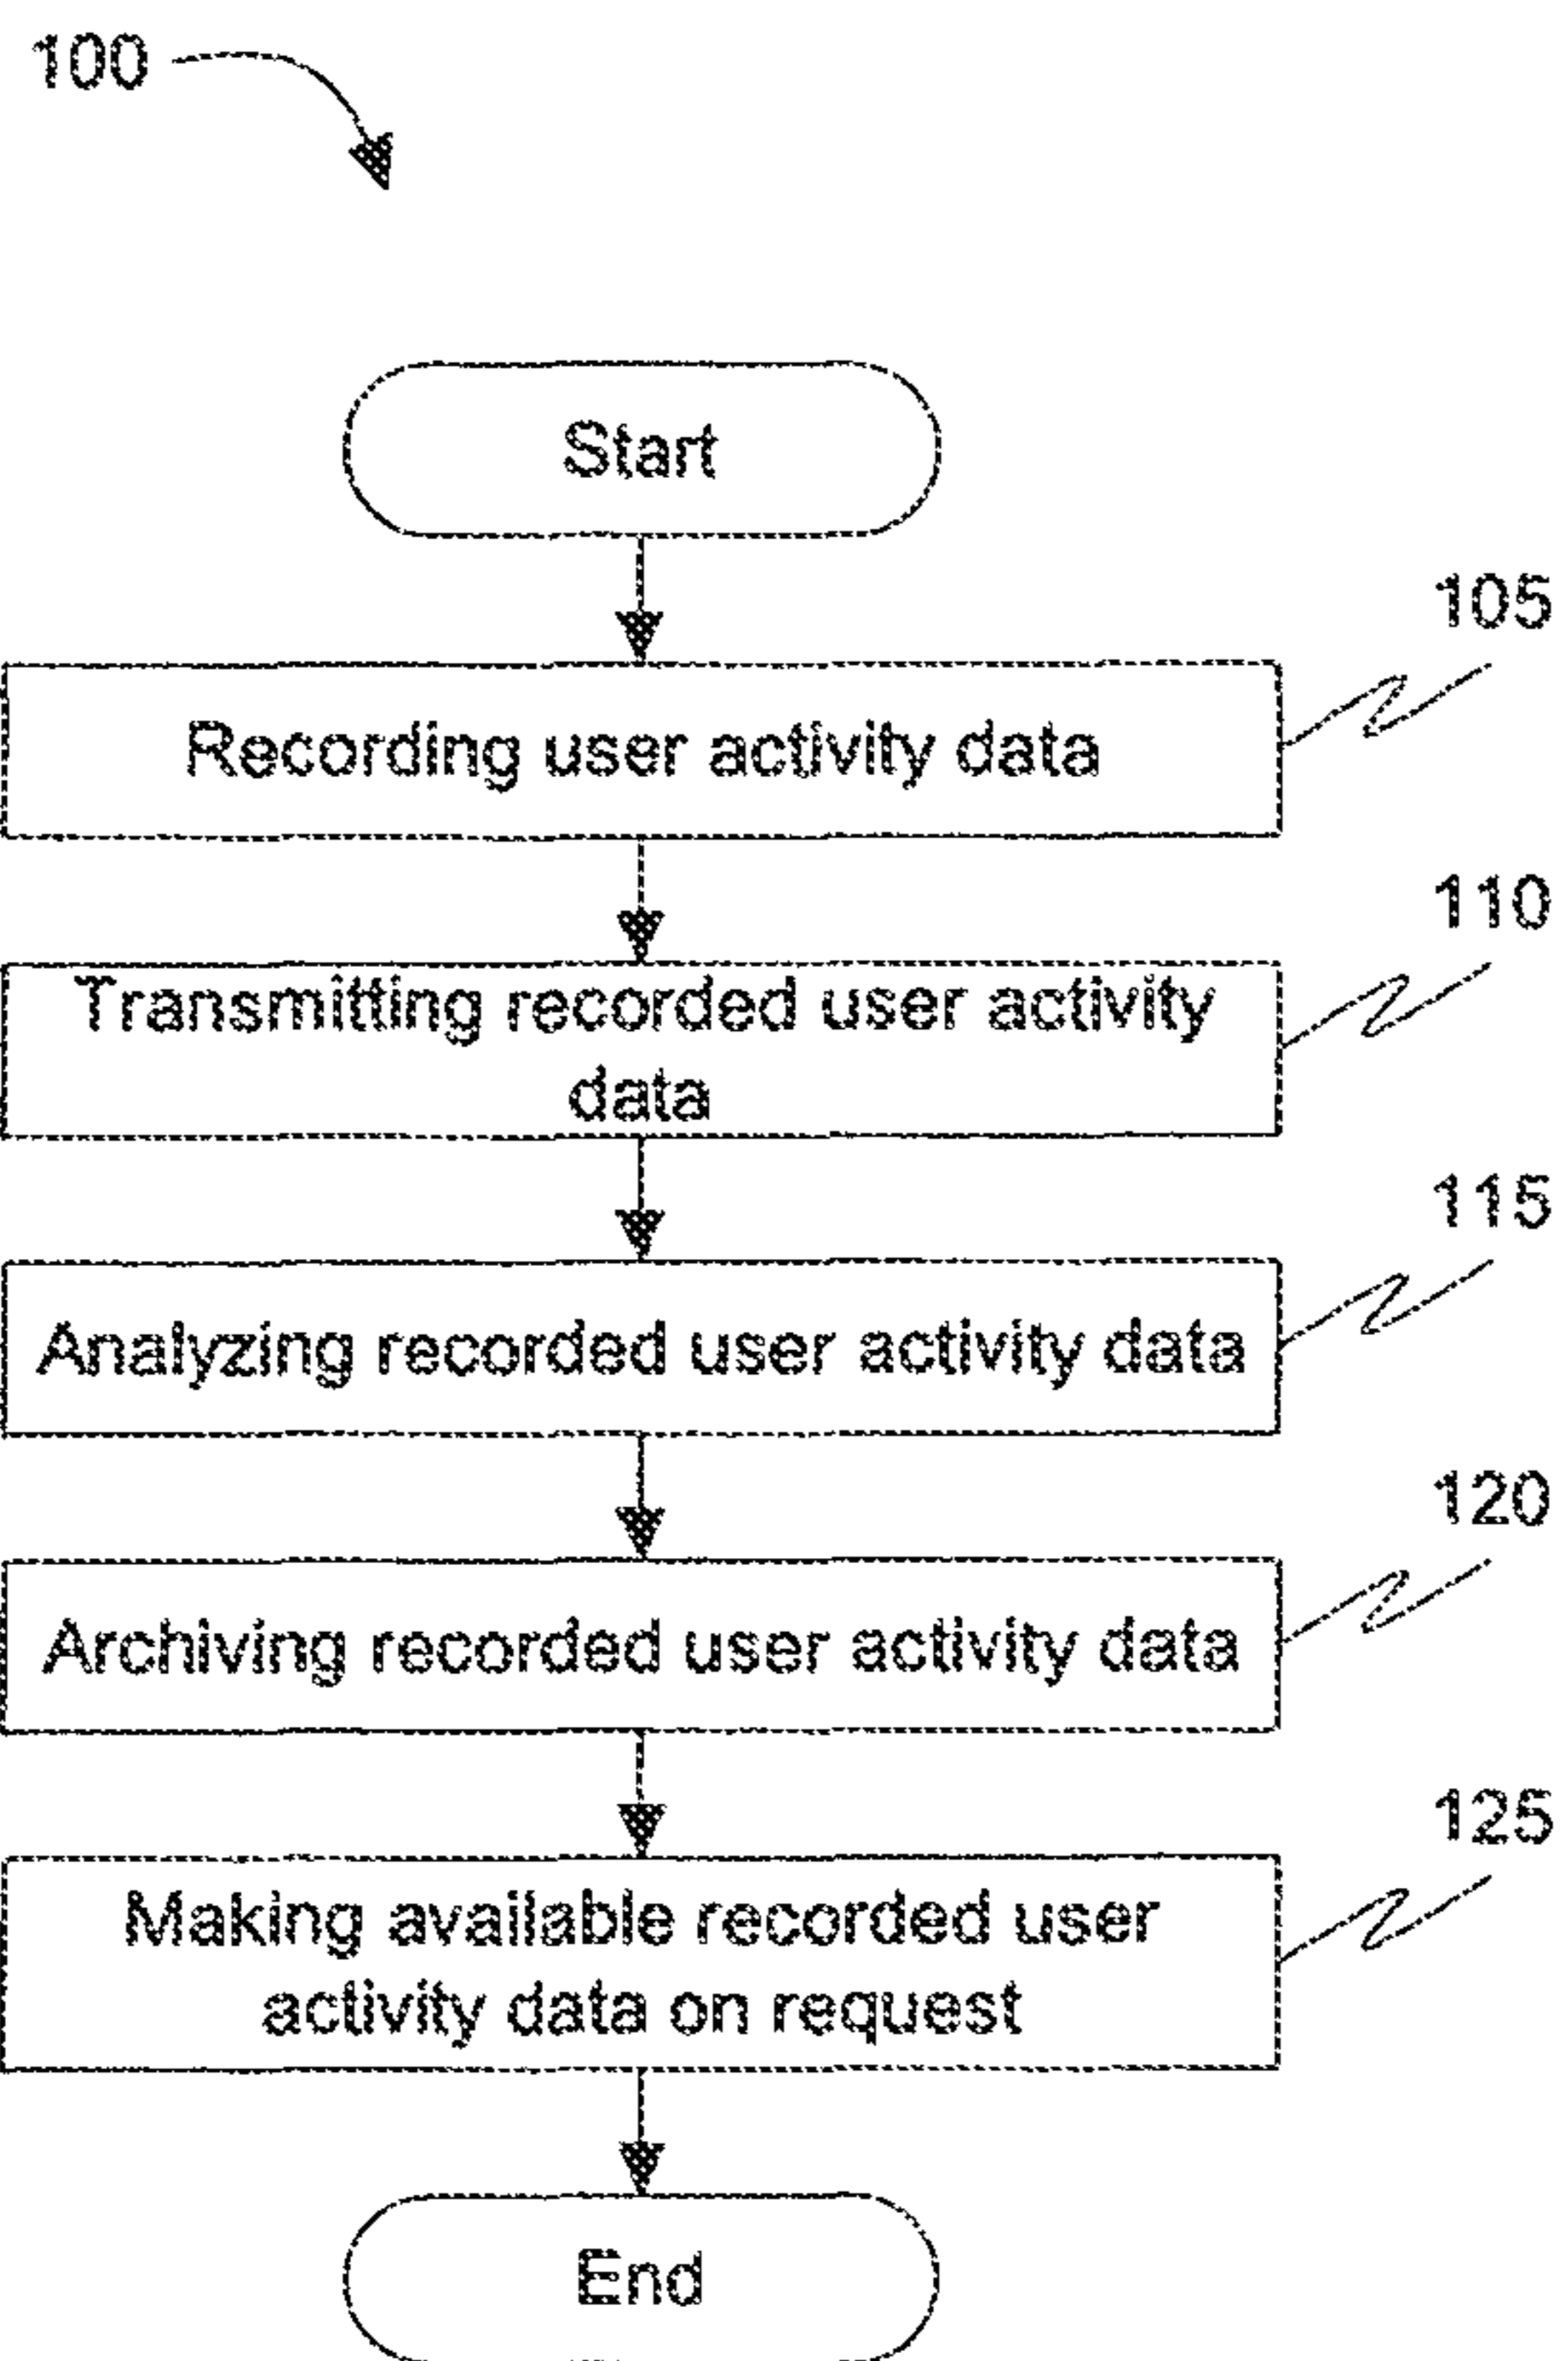 100
Start
105
Recording user activity data
110
Transmitting recorded user activity
data
115
Analyzing recorded user activity data
120
Archiving recorded user activity data
125
Making available recorded user
activity data on request
End